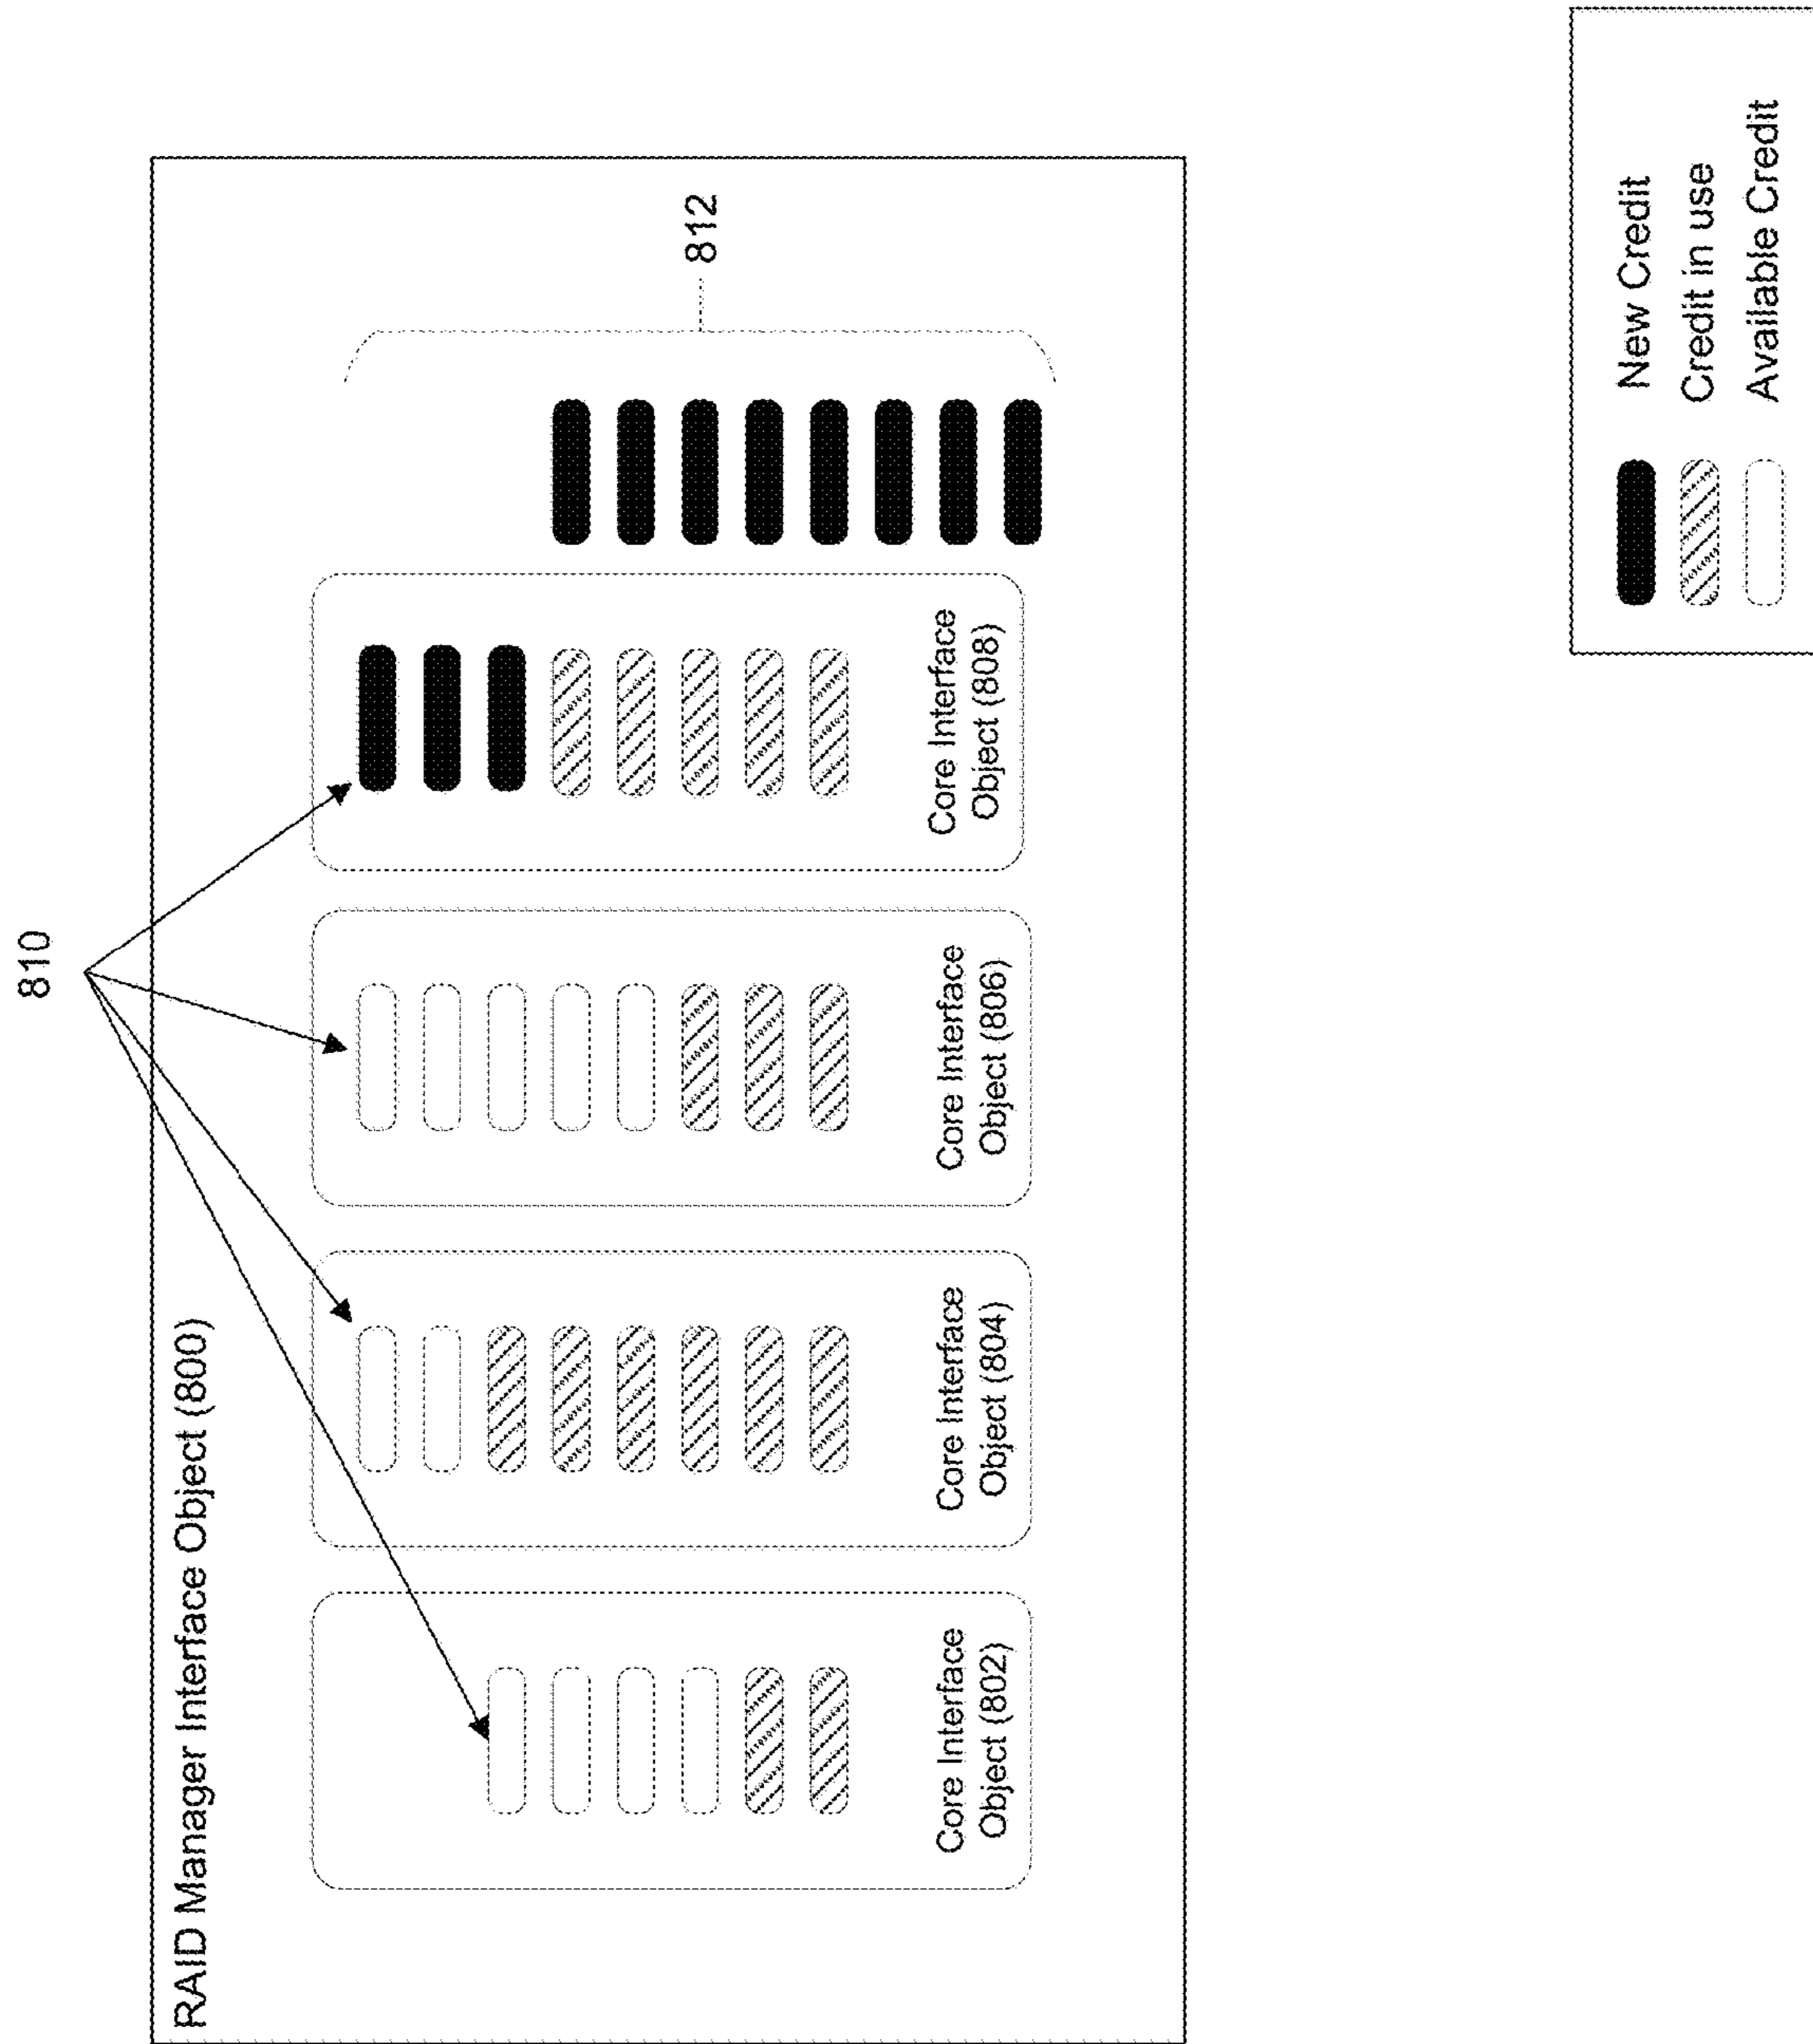 810
RAID Manager Interface Object (800)
812
Core Interface
Object (802)
Core Interface
Object (804)
Core Interface
Object (806)
Core Interface
Object (808)
New Credit
Credit in use
Available Credit